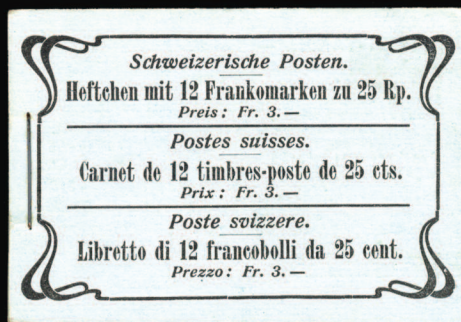 Schweizerische Posten.
Heftchen mit 12 Frankomarken zu 25 Rp.
Preis: Fr. 3.—
Postes suisses.
Carnet de 12 timbres-poste de 25 cts.
Prix: Fr. 3.—
Poste svizzere.
Libretto di 12 francobolli da 25 cent.
Prezzo: Fr. 3.—